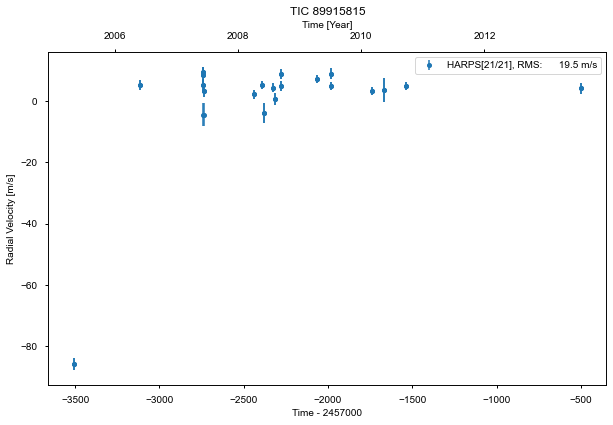 TIC 89915815
Time [Year]
2006 2008 2010 2012
HARPS[21/21], RMS: 19.5 m/s
Radial Velocity [m/s]
0
−20
−40
−60
−80
−3500 −3000 −2500 −2000 −1500 −1000 −500
Time - 2457000